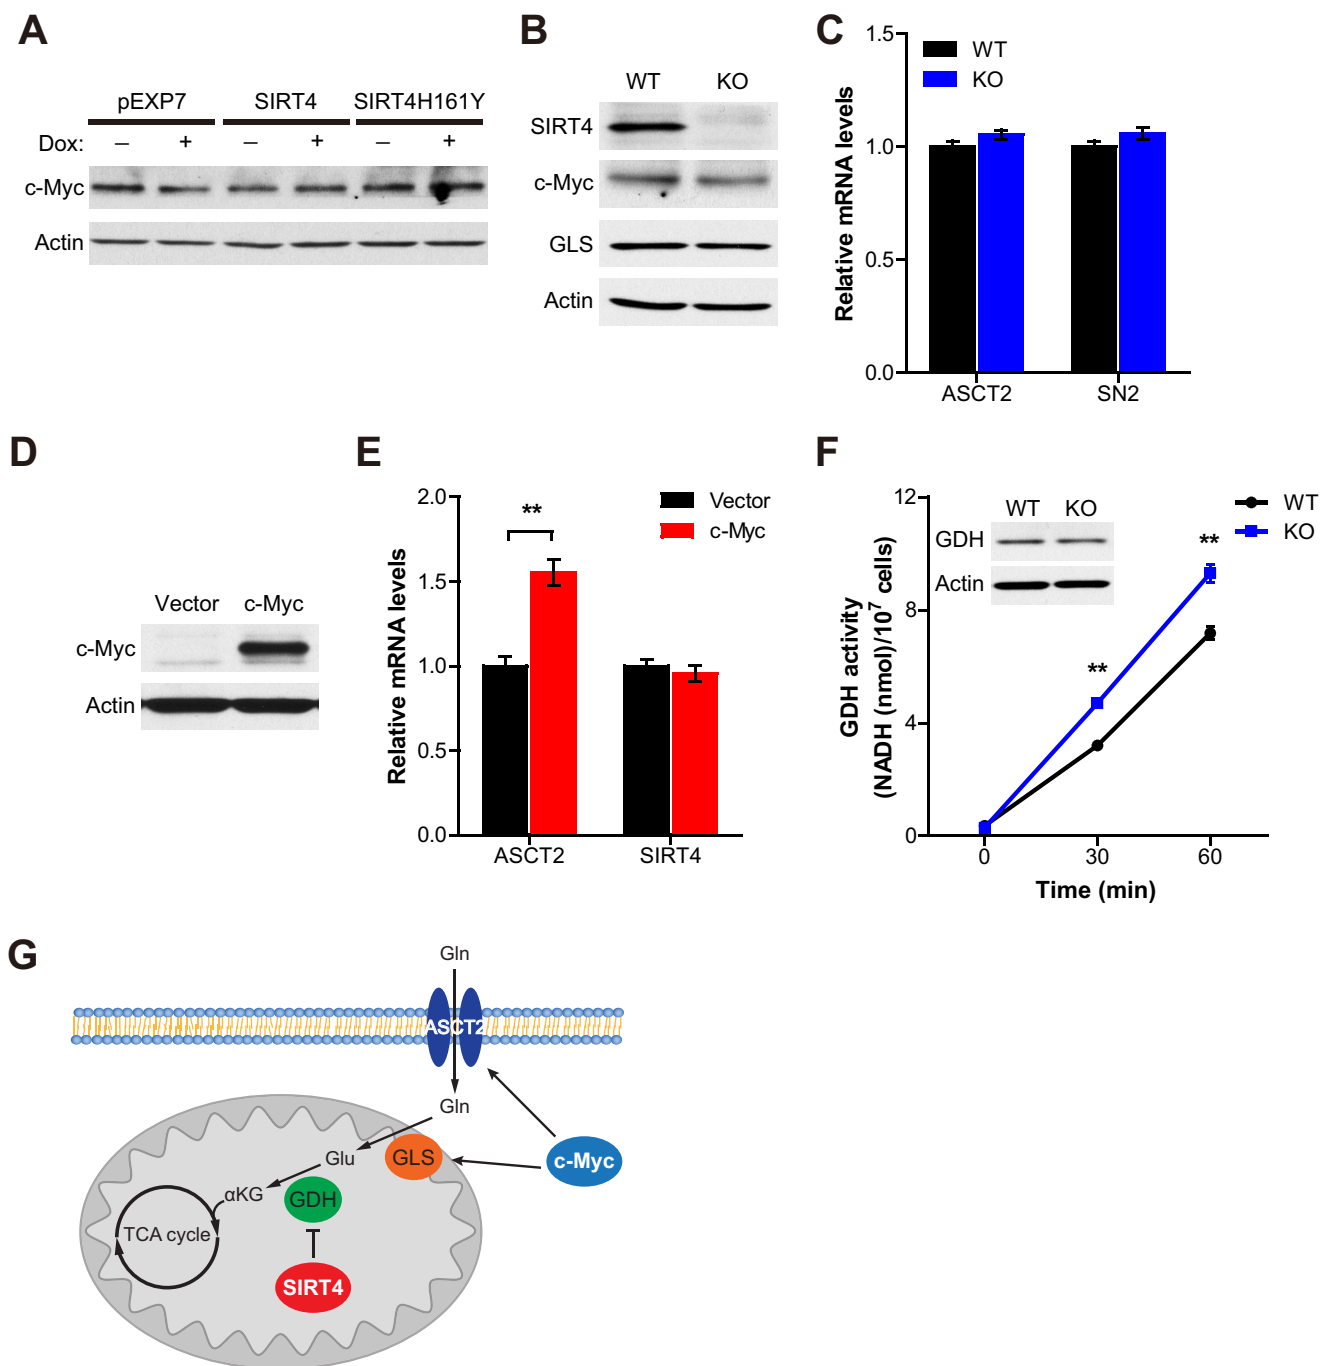 A
pEXP7 SIRT4 SIRT4H161Y
Dox: – + – + – +
c-Myc
Actin
B
WT KO
SIRT4
c-Myc
GLS
Actin
C
WT
KO
Relative mRNA levels
1.5
1.0
0.5
0.0
ASCT2 SN2
D
Vector c-Myc
c-Myc
Actin
E
Vector
c-Myc
Relative mRNA levels
2.0
1.5
1.0
0.5
0.0
**
ASCT2 SIRT4
F
WT
KO
GDH activity
(NADH (nmol)/10⁷ cells)
12
8
4
0
WT KO
GDH
Actin
**
**
0 30 60
Time (min)
G
Gln
ASCT2
Gln
Glu
GLS
c-Myc
αKG
GDH
TCA cycle
SIRT4